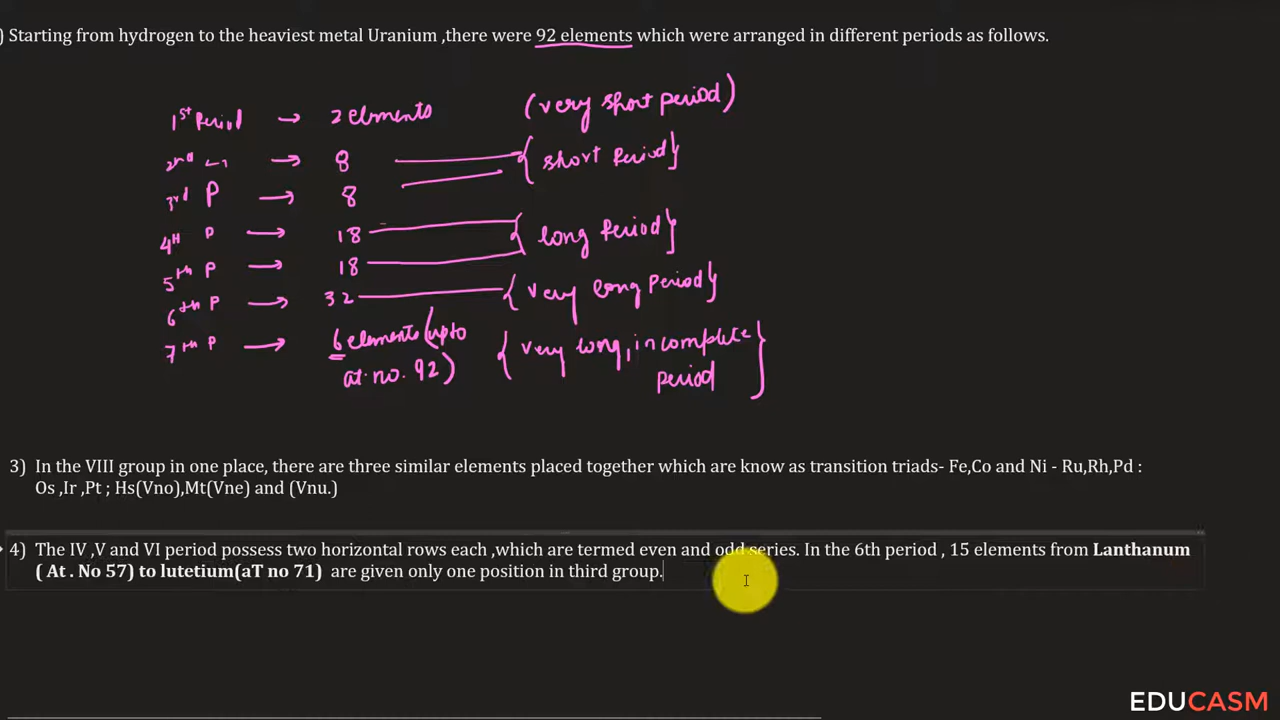 ) Starting from hydrogen to the heaviest metal Uranium ,there were 92 elements which were arranged in different periods as follows.
1st Period → 2 elements (very short period)
2nd → 8 { short Period }
3rd P → 8
4th P → 18 { long Period }
5th P → 18
6th P → 32 { very long Period }
7th P → 6 elements (upto at. no. 92) { very long, incomplete period }
3) In the VIII group in one place, there are three similar elements placed together which are know as transition triads- Fe,Co and Ni - Ru,Rh,Pd :
Os ,Ir ,Pt ; Hs(Vno),Mt(Vne) and (Vnu.)
4) The IV ,V and VI period possess two horizontal rows each ,which are termed even and odd series. In the 6th period , 15 elements from Lanthanum
( At . No 57) to lutetium(aT no 71) are given only one position in third group.
EDUCASM